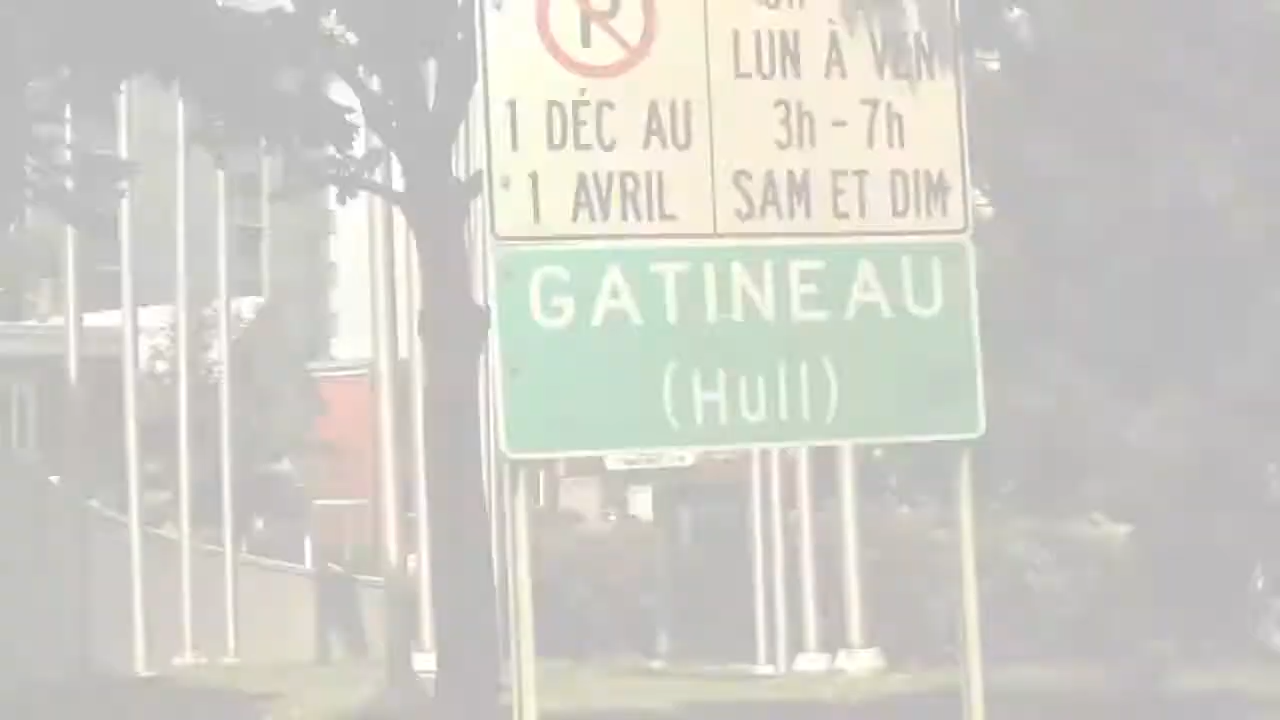 P
1 DÉC AU
1 AVRIL
LUN À VEN
3h - 7h
SAM ET DIM
GATINEAU
(Hull)